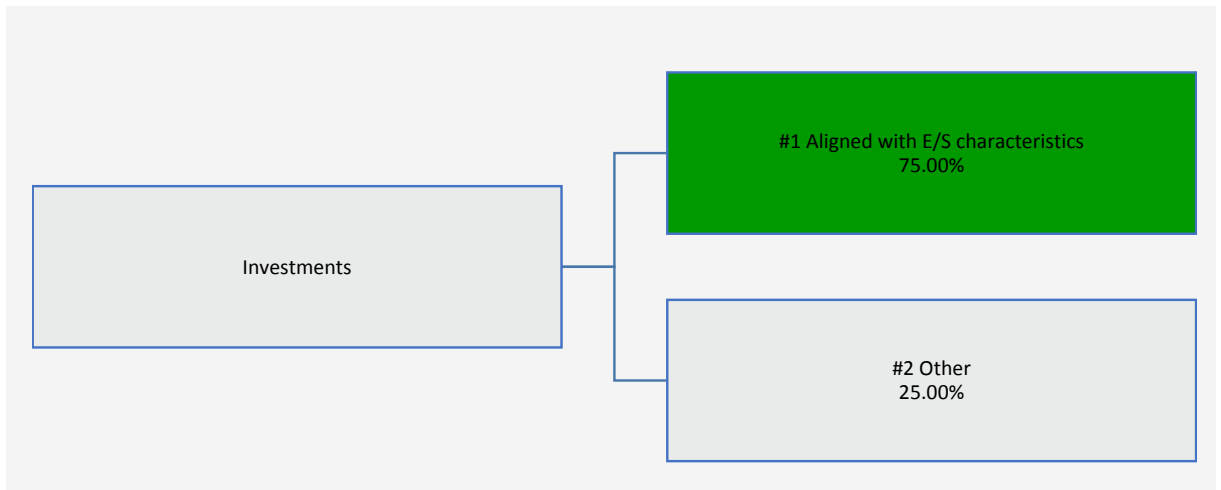 #1 Aligned with E/S characteristics
75.00%
Investments
#2 Other
25.00%